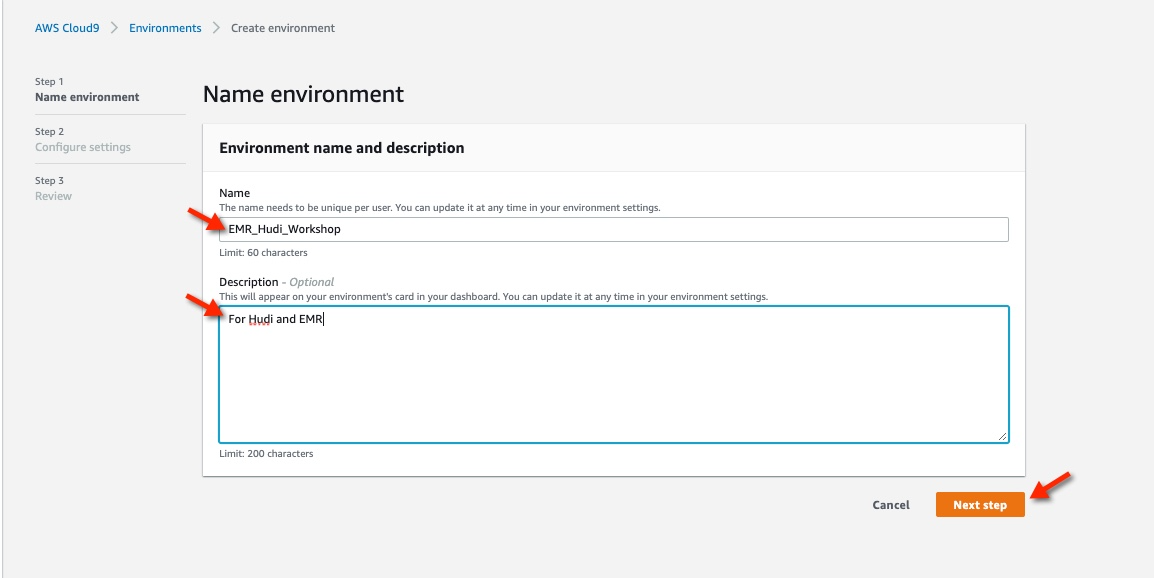 AWS Cloud9 > Environments > Create environment
Step 1
Name environment
Step 2
Configure settings
Step 3
Review
Name environment
Environment name and description
Name
The name needs to be unique per user. You can update it at any time in your environment settings.
EMR_Hudi_Workshop
Limit: 60 characters
Description - Optional
This will appear on your environment's card in your dashboard. You can update it at any time in your environment settings.
For Hudi and EMR
Limit: 200 characters
Cancel
Next step